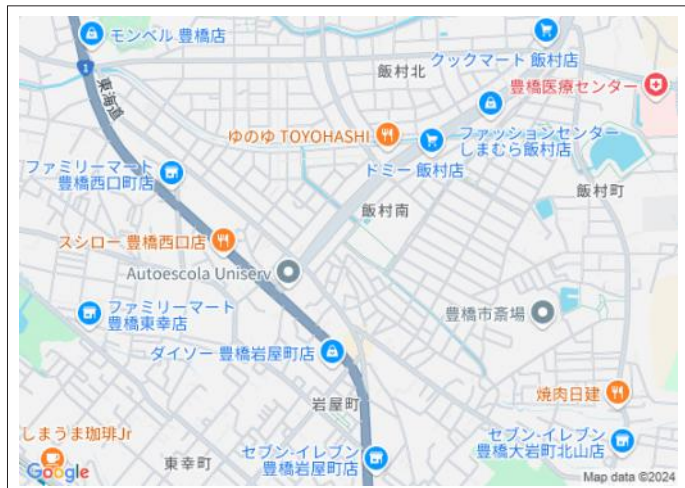 モンベル 豊橋店
クックマート 飯村店
飯村北
豊橋医療センター
1
東海道
ゆのゆ TOYOHASHI
ファッションセンター
しまむら飯村店
ドミー 飯村店
ファミリーマート
豊橋西口町店
飯村町
飯村南
スシロー 豊橋西口店
Autoescola Uniserv
ファミリーマート
豊橋東幸店
豊橋市斎場
ダイソー 豊橋岩屋町店
焼肉日建
岩屋町
しまうま珈琲Jr
セブン-イレブン
豊橋岩屋町店
セブン-イレブン
豊橋大岩町北山店
東幸町
Google
Map data ©2024